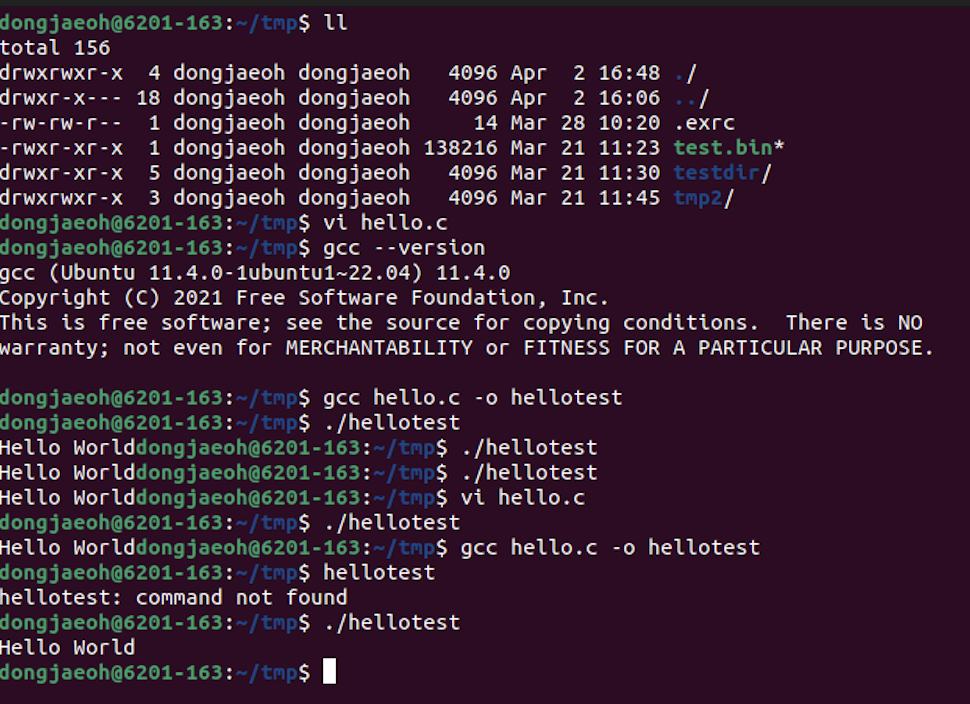 dongjaeoh@6201-163:~/tmp$ ll
total 156
drwxrwxr-x  4 dongjaeoh dongjaeoh   4096 Apr  2 16:48 ./
drwxr-x--- 18 dongjaeoh dongjaeoh   4096 Apr  2 16:06 ../
-rw-rw-r--  1 dongjaeoh dongjaeoh     14 Mar 28 10:20 .exrc
-rwxr-xr-x  1 dongjaeoh dongjaeoh 138216 Mar 21 11:23 test.bin*
drwxr-xr-x  5 dongjaeoh dongjaeoh   4096 Mar 21 11:30 testdir/
drwxrwxr-x  3 dongjaeoh dongjaeoh   4096 Mar 21 11:45 tmp2/
dongjaeoh@6201-163:~/tmp$ vi hello.c
dongjaeoh@6201-163:~/tmp$ gcc --version
gcc (Ubuntu 11.4.0-1ubuntu1~22.04) 11.4.0
Copyright (C) 2021 Free Software Foundation, Inc.
This is free software; see the source for copying conditions.  There is NO
warranty; not even for MERCHANTABILITY or FITNESS FOR A PARTICULAR PURPOSE.

dongjaeoh@6201-163:~/tmp$ gcc hello.c -o hellotest
dongjaeoh@6201-163:~/tmp$ ./hellotest
Hello Worlddongjaeoh@6201-163:~/tmp$ ./hellotest
Hello Worlddongjaeoh@6201-163:~/tmp$ ./hellotest
Hello Worlddongjaeoh@6201-163:~/tmp$ vi hello.c
dongjaeoh@6201-163:~/tmp$ ./hellotest
Hello Worlddongjaeoh@6201-163:~/tmp$ gcc hello.c -o hellotest
dongjaeoh@6201-163:~/tmp$ hellotest
hellotest: command not found
dongjaeoh@6201-163:~/tmp$ ./hellotest
Hello World
dongjaeoh@6201-163:~/tmp$